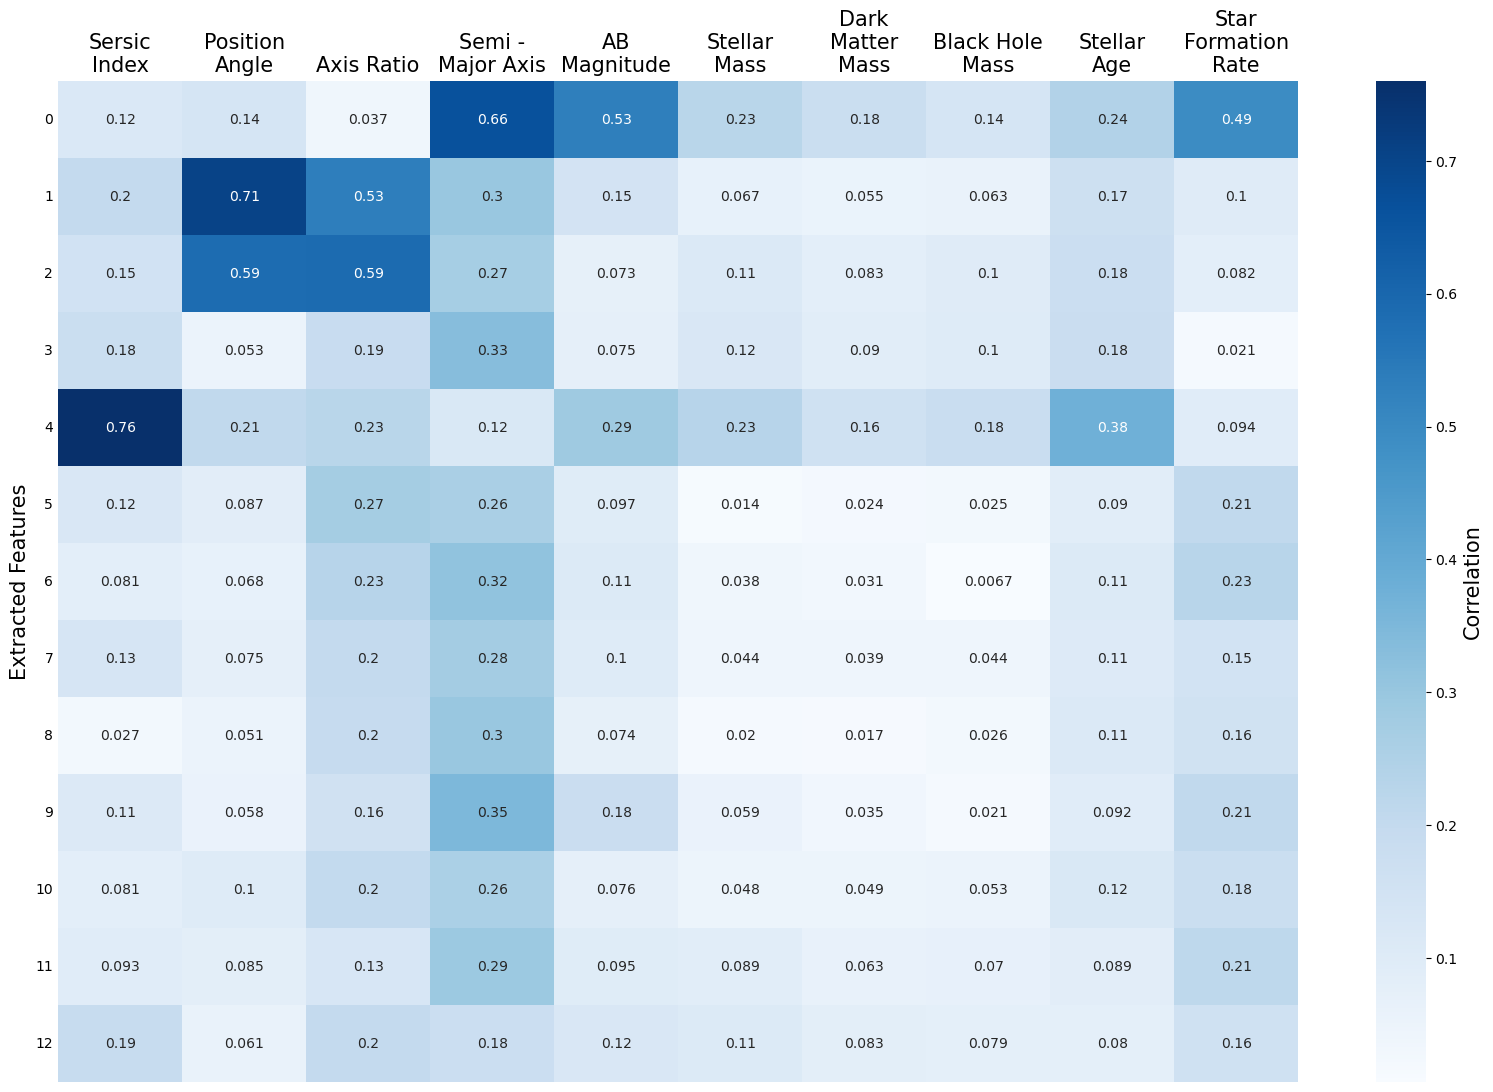 Sersic
Index
Position
Angle
Axis Ratio
Semi -
Major Axis
AB
Magnitude
Stellar
Mass
Dark
Matter
Mass
Black Hole
Mass
Stellar
Age
Star
Formation
Rate
0 0.12 0.14 0.037 0.66 0.53 0.23 0.18 0.14 0.24 0.49
1 0.2 0.71 0.53 0.3 0.15 0.067 0.055 0.063 0.17 0.1
2 0.15 0.59 0.59 0.27 0.073 0.11 0.083 0.1 0.18 0.082
3 0.18 0.053 0.19 0.33 0.075 0.12 0.09 0.1 0.18 0.021
4 0.76 0.21 0.23 0.12 0.29 0.23 0.16 0.18 0.38 0.094
5 0.12 0.087 0.27 0.26 0.097 0.014 0.024 0.025 0.09 0.21
6 0.081 0.068 0.23 0.32 0.11 0.038 0.031 0.0067 0.11 0.23
7 0.13 0.075 0.2 0.28 0.1 0.044 0.039 0.044 0.11 0.15
8 0.027 0.051 0.2 0.3 0.074 0.02 0.017 0.026 0.11 0.16
9 0.11 0.058 0.16 0.35 0.18 0.059 0.035 0.021 0.092 0.21
10 0.081 0.1 0.2 0.26 0.076 0.048 0.049 0.053 0.12 0.18
11 0.093 0.085 0.13 0.29 0.095 0.089 0.063 0.07 0.089 0.21
12 0.19 0.061 0.2 0.18 0.12 0.11 0.083 0.079 0.08 0.16
Extracted Features
0.7
0.6
0.5
0.4
0.3
0.2
0.1
Correlation